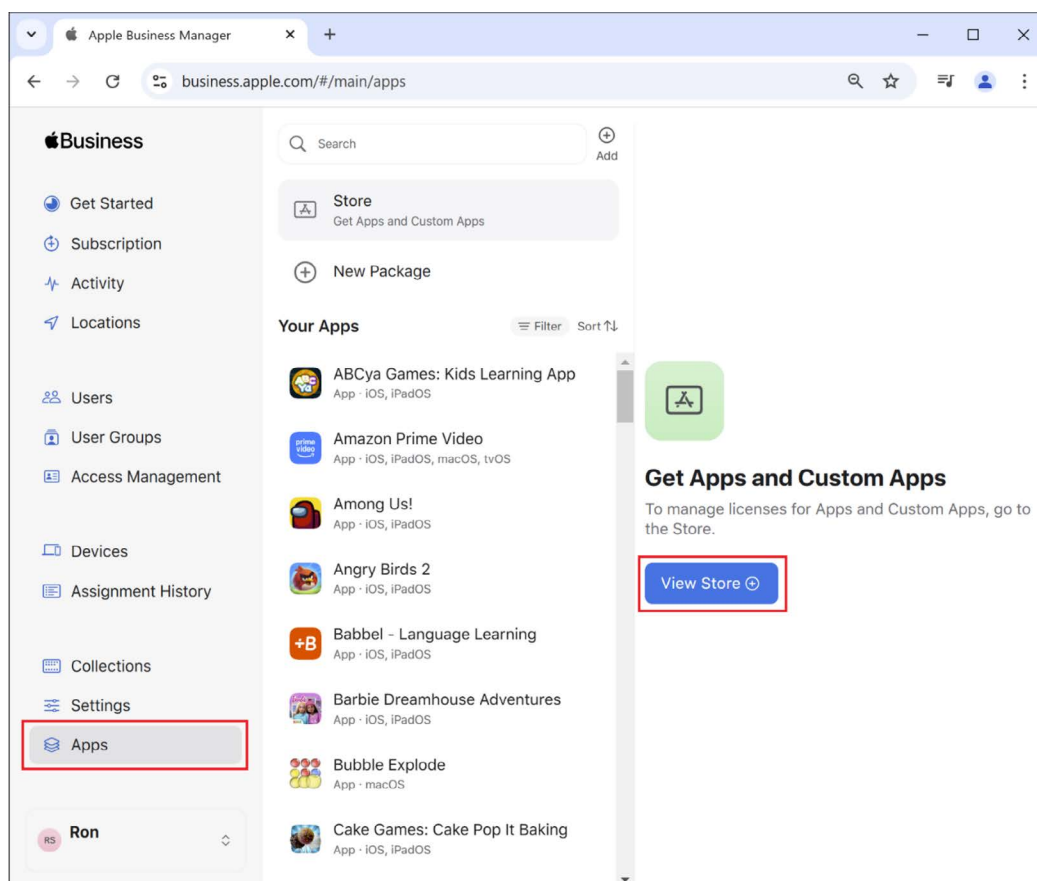 Apple Business Manager
business.apple.com/#/main/apps
Business
Get Started
Subscription
Activity
Locations
Users
User Groups
Access Management
Devices
Assignment History
Collections
Settings
Apps
RS
Ron
Search
Add
Store
Get Apps and Custom Apps
New Package
Your Apps
Filter
Sort
ABCya Games: Kids Learning App
App · iOS, iPadOS
prime
video
Amazon Prime Video
App · iOS, iPadOS, macOS, tvOS
Among Us!
App · iOS, iPadOS
Angry Birds 2
App · iOS, iPadOS
+B
Babbel - Language Learning
App · iOS, iPadOS
Barbie Dreamhouse Adventures
App · iOS, iPadOS
Bubble Explode
App · macOS
Cake Games: Cake Pop It Baking
App · iOS, iPadOS
Get Apps and Custom Apps
To manage licenses for Apps and Custom Apps, go to
the Store.
View Store